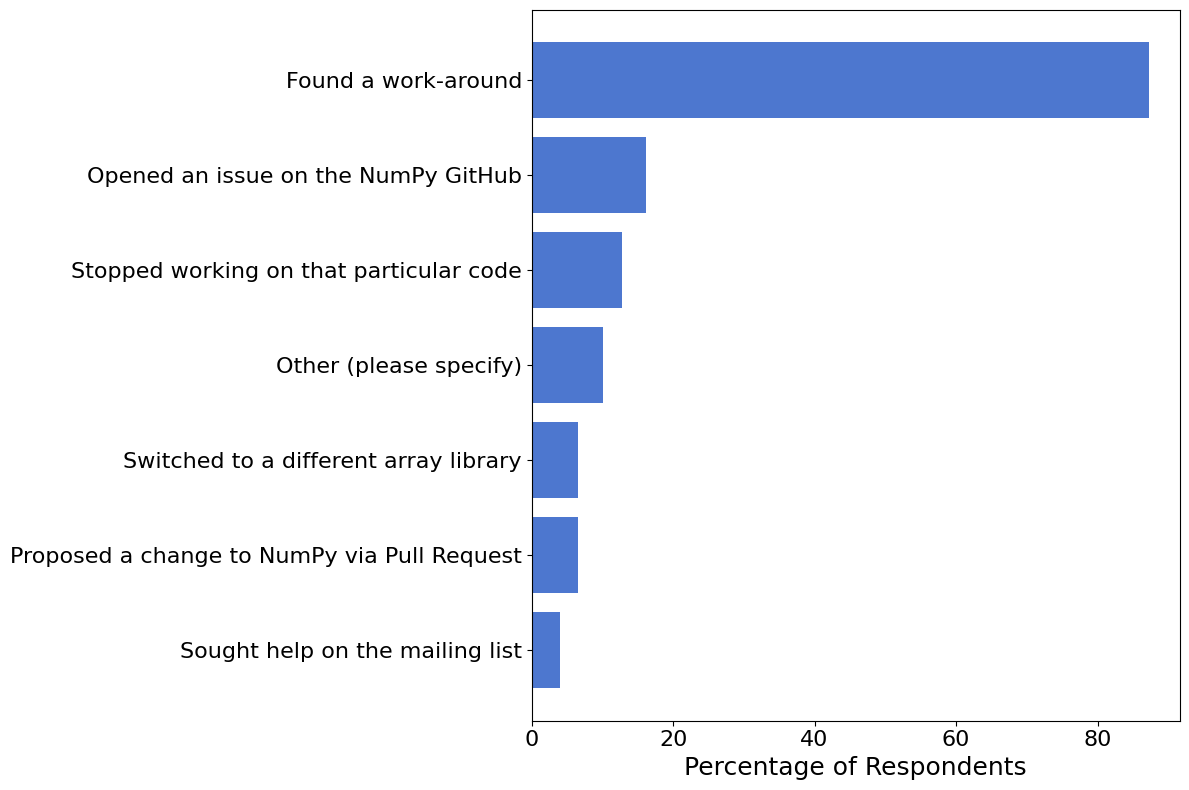 Found a work-around
Opened an issue on the NumPy GitHub
Stopped working on that particular code
Other (please specify)
Switched to a different array library
Proposed a change to NumPy via Pull Request
Sought help on the mailing list
0 20 40 60 80
Percentage of Respondents